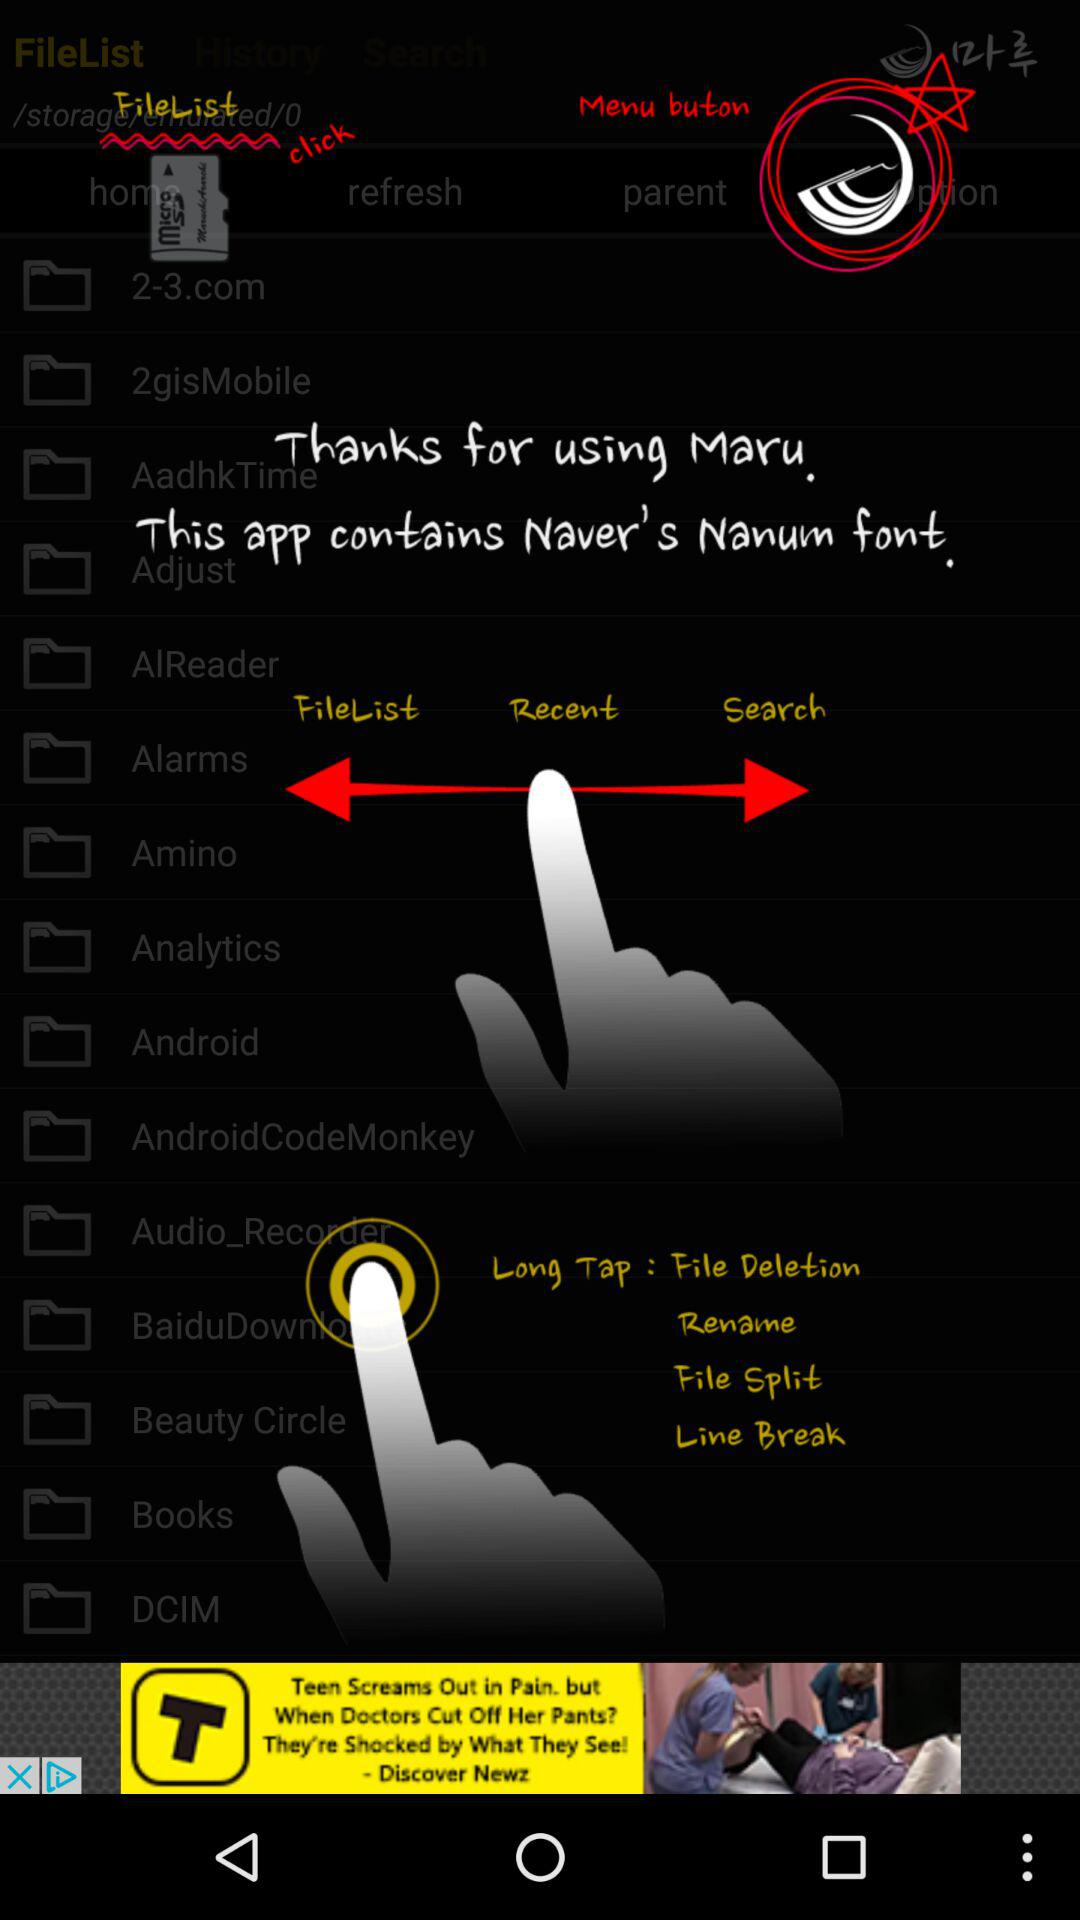 FileList History Search 마루
FileList
/storage/emulated/0
click
Menu buton
home refresh parent option
Micro SD
2-3.com
2gisMobile
Thanks for using Maru.
AadhkTime
This app contains Naver's Nanum font.
Adjust
AlReader
FileList Recent Search
Alarms
Amino
Analytics
Android
AndroidCodeMonkey
Audio_Recorder
Long Tap : File Deletion
Rename
BaiduDownlo
File Split
Beauty Circle
Line Break
Books
DCIM
T
Teen Screams Out in Pain. but
When Doctors Cut Off Her Pants?
They're Shocked by What They See!
- Discover Newz